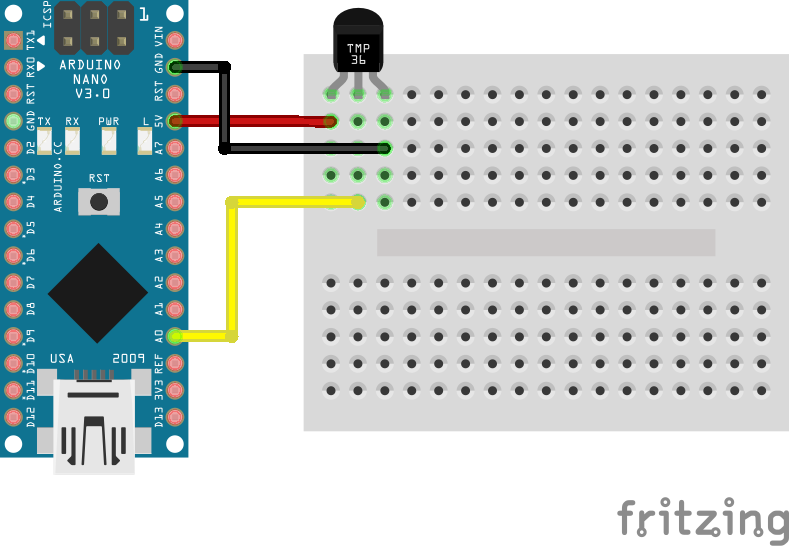 ICSP
1
TX1
RX0
RST
GND
D2
D3
D4
D5
D6
D7
D8
D9
D10
D11
D12
VIN
GND
RST
5V
A7
A6
A5
A4
A3
A2
A1
A0
REF
3V3
D13
ARDUINO
NANO
V3.0
TX RX PWR L
ARDUINO.CC
RST
USA 2009
TMP
36
fritzing